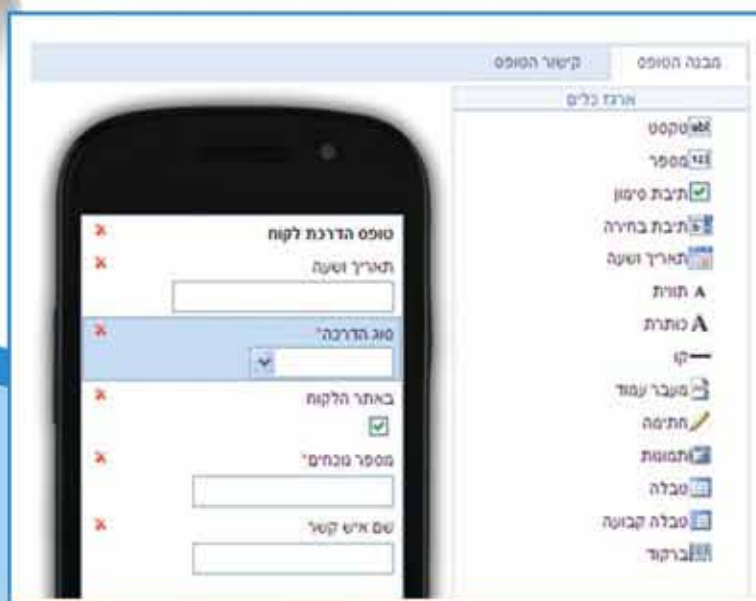 מבנה הטופס
קישור הטופס
ארגז כלים
abl טקסט
123 מספר
תיבת סימון
תיבת בחירה
תאריך ושעה
A תווית
A כותרת
קו
מעבר עמוד
חתימה
תמונות
טבלה
טבלה קבועה
ברקוד
טופס הדרכת לקוח
תאריך ושעה
סוג הדרכה*
באתר הלקוח
מספר נוכחים*
שם איש קשר